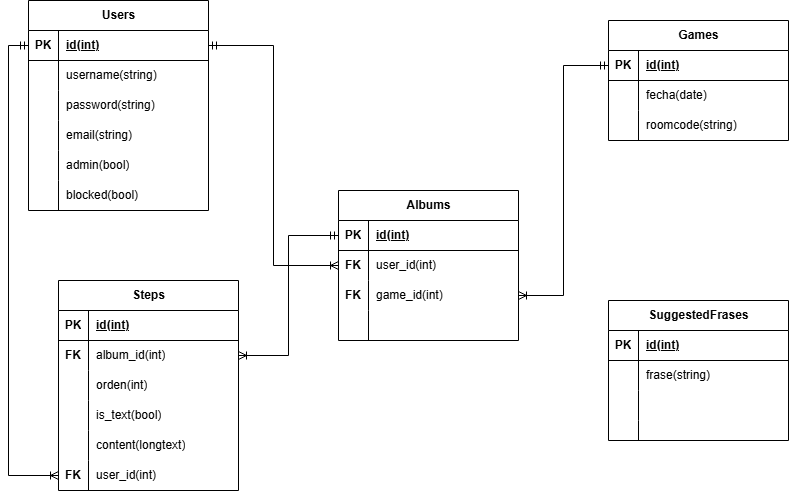 Users
PK id(int)
username(string)
password(string)
email(string)
admin(bool)
blocked(bool)
Games
PK id(int)
fecha(date)
roomcode(string)
Albums
PK id(int)
FK user_id(int)
FK game_id(int)
Steps
PK id(int)
FK album_id(int)
orden(int)
is_text(bool)
content(longtext)
FK user_id(int)
SuggestedFrases
PK id(int)
frase(string)